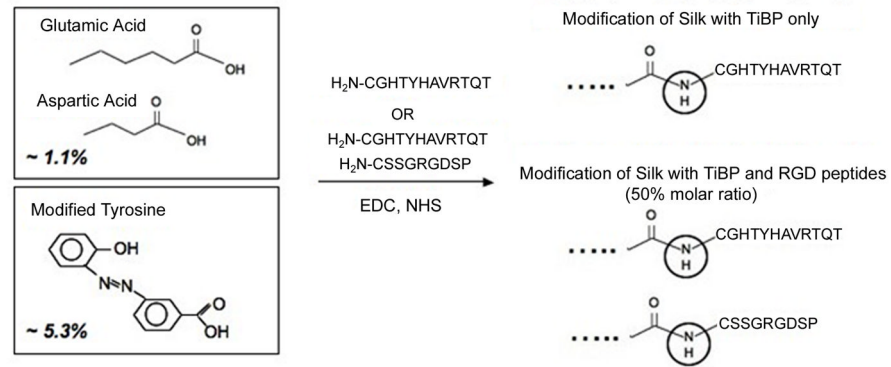 Glutamic Acid
O
OH
Aspartic Acid
O
OH
~ 1.1%
Modified Tyrosine
OH
N=N
O
OH
~ 5.3%
H₂N-CGHTYHAVRTQT
OR
H₂N-CGHTYHAVRTQT
H₂N-CSSGRGDSP
EDC, NHS
Modification of Silk with TiBP only
O
CGHTYHAVRTQT
N
H
Modification of Silk with TiBP and RGD peptides
(50% molar ratio)
O
CGHTYHAVRTQT
N
H
O
CSSGRGDSP
N
H